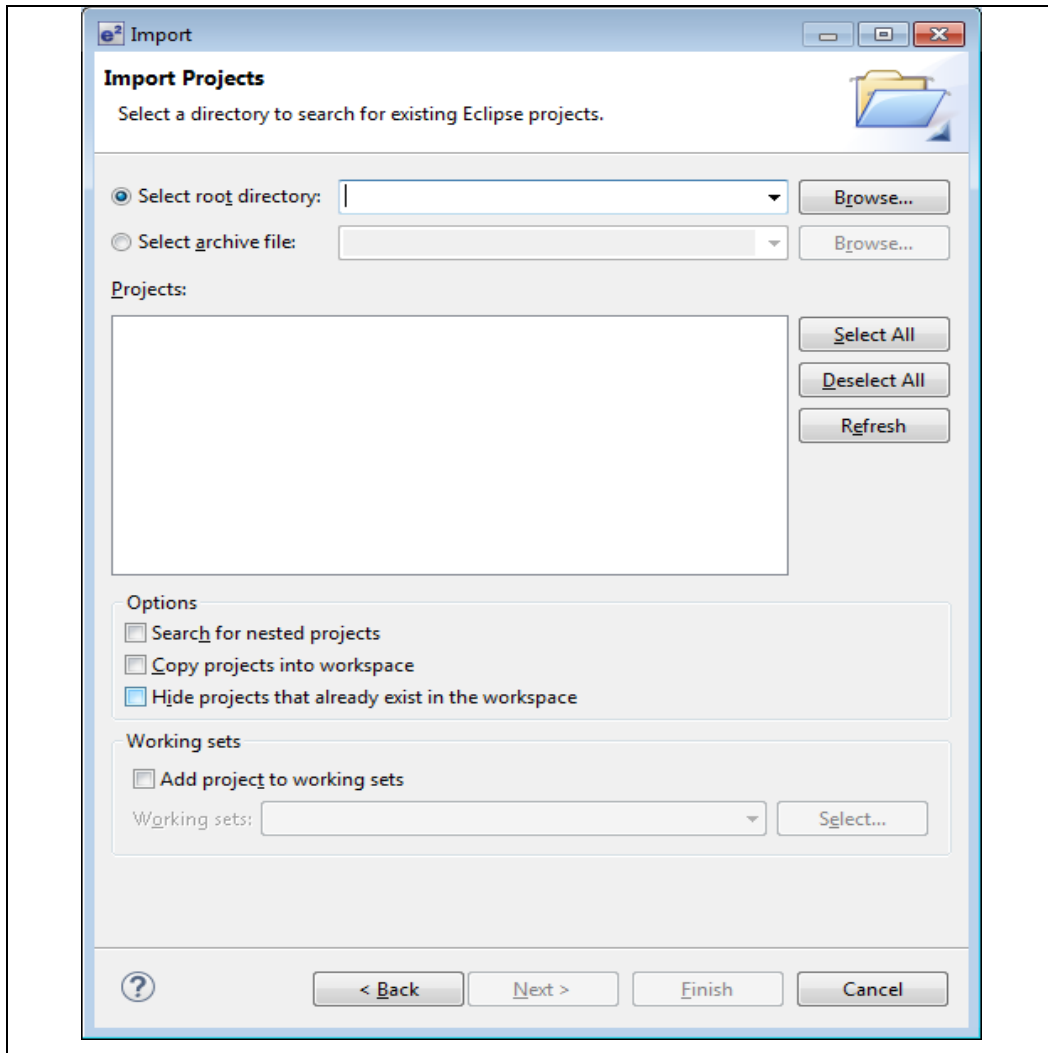 e² Import
Import Projects
Select a directory to search for existing Eclipse projects.
Select root directory: Browse...
Select archive file: Browse...
Projects:
Select All
Deselect All
Refresh
Options
Search for nested projects
Copy projects into workspace
Hide projects that already exist in the workspace
Working sets
Add project to working sets
Working sets: Select...
? < Back Next > Finish Cancel